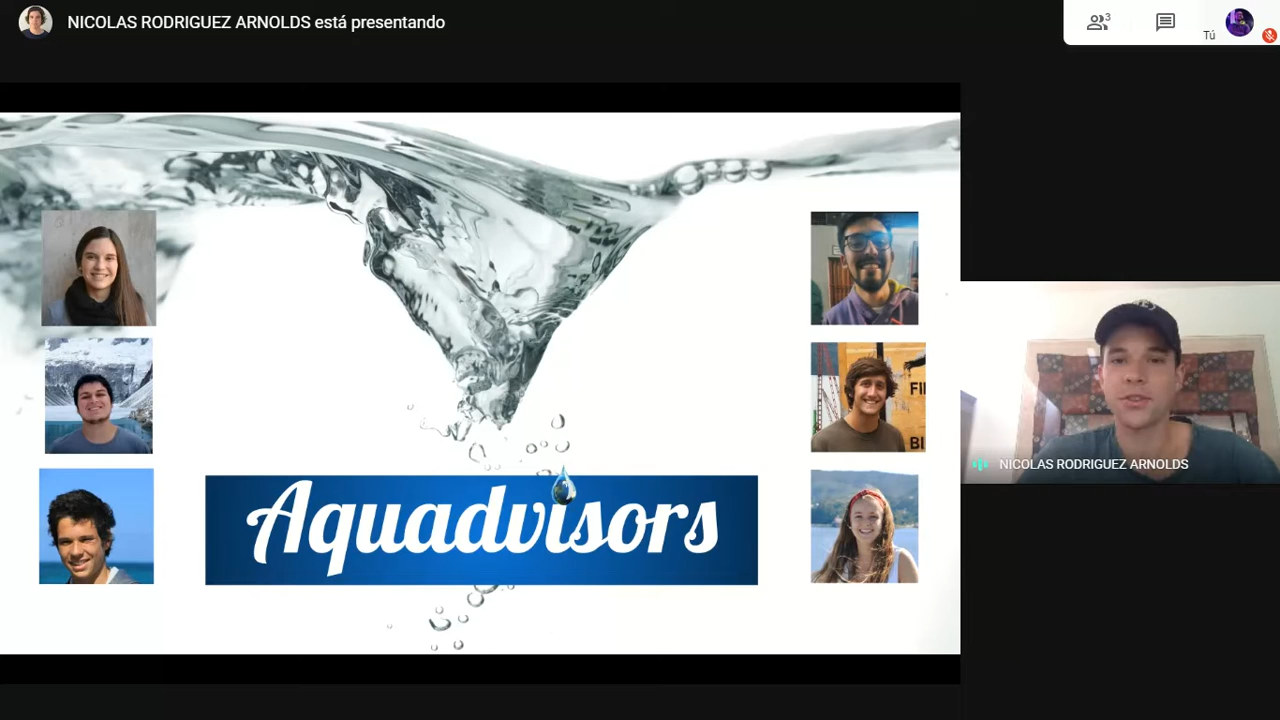 NICOLAS RODRIGUEZ ARNOLDS está presentando
3
Tú
FI
BI
Aquadvisors
NICOLAS RODRIGUEZ ARNOLDS